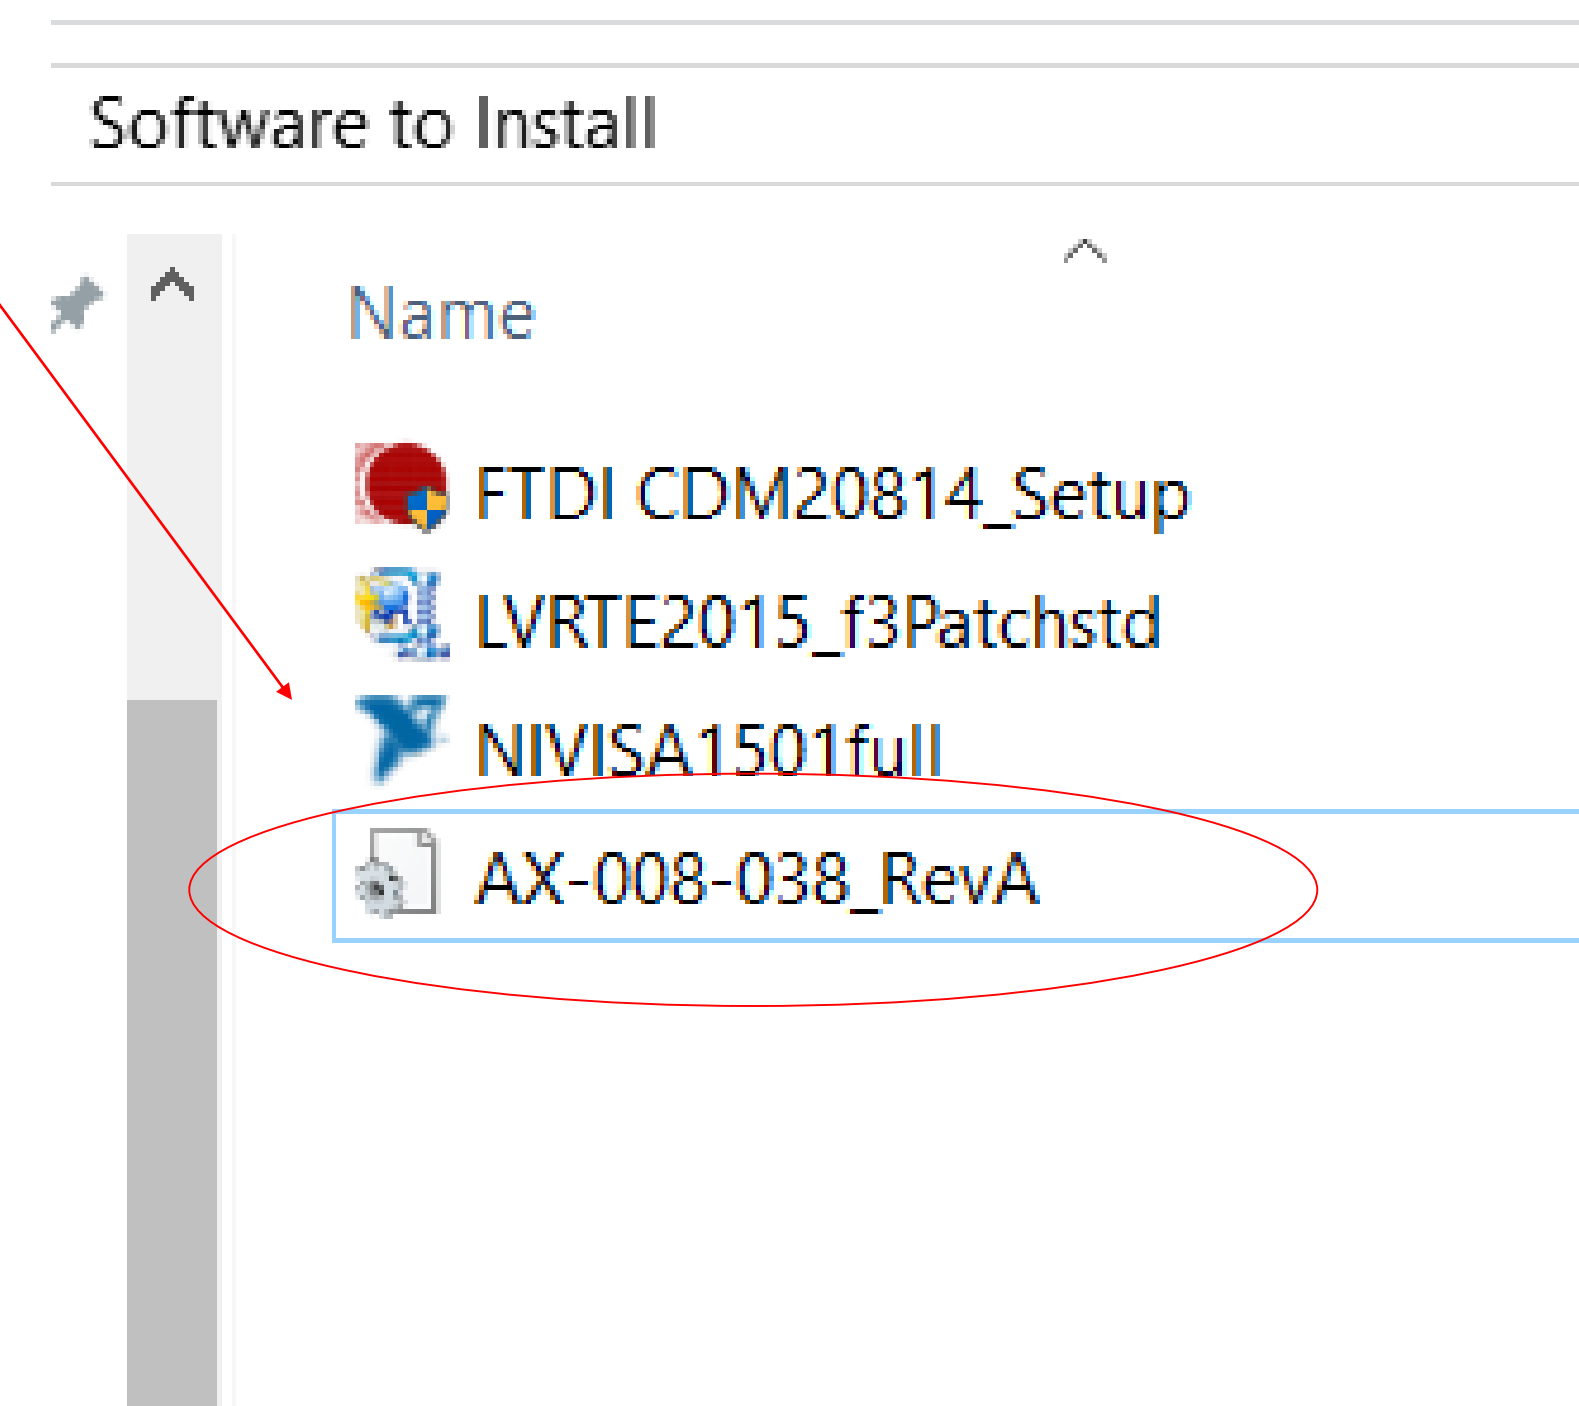 Software to Install
Name
FTDI CDM20814_Setup
LVRTE2015_f3Patchstd
NIVISA1501full
AX-008-038_RevA